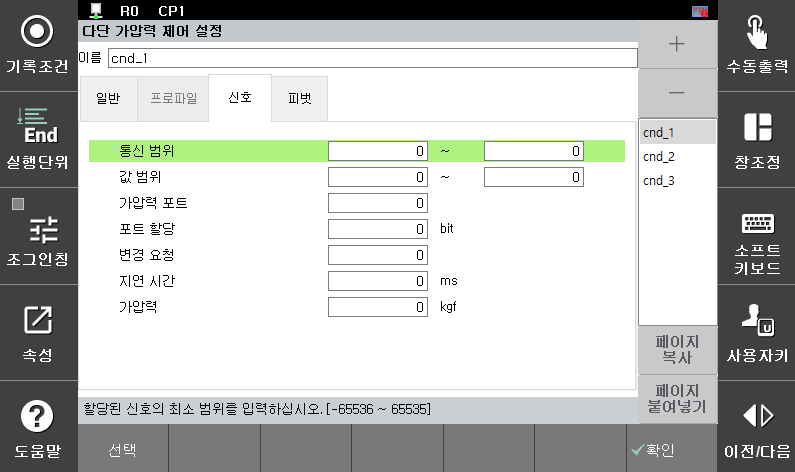 R0 CP1
다단 가압력 제어 설정
이름 cnd_1
일반 프로파일 신호 피벗
통신 범위 0 ~ 0
값 범위 0 ~ 0
가압력 포트 0
포트 할당 0 bit
변경 요청 0
지연 시간 0 ms
가압력 0 kgf
할당된 신호의 최소 범위를 입력하십시오.[-65536 ~ 65535]
+
-
cnd_1
cnd_2
cnd_3
페이지
복사
페이지
붙여넣기
기록조건
End
실행단위
조그인칭
속성
?
도움말
수동출력
창조정
소프트
키보드
U
사용자키
이전/다음
선택
확인